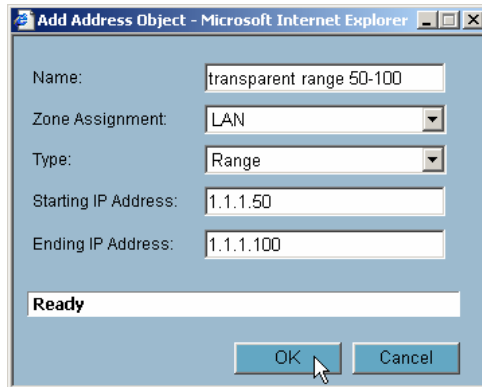 Add Address Object - Microsoft Internet Explorer
Name: transparent range 50-100
Zone Assignment: LAN
Type: Range
Starting IP Address: 1.1.1.50
Ending IP Address: 1.1.1.100
Ready
OK Cancel